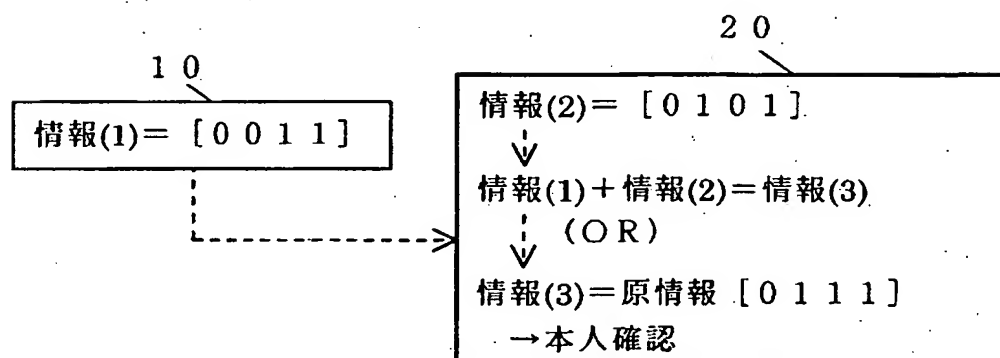 ２０
１０
情報(2)＝［０１０１］
情報(1)＝［００１１］
情報(1)＋情報(2)＝情報(3)
（ＯＲ）
情報(3)＝原情報［０１１１］
→本人確認